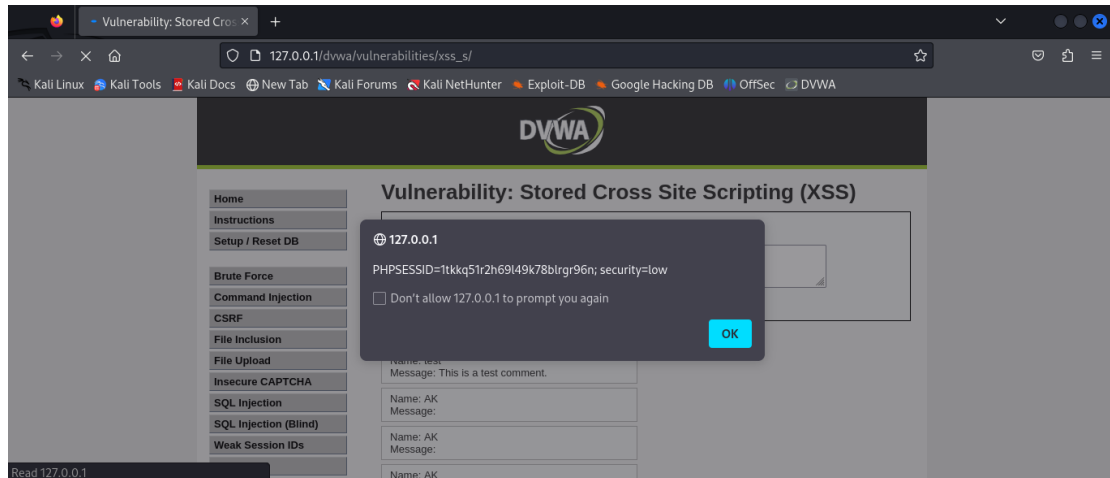 Vulnerability: Stored Cros
127.0.0.1/dvwa/vulnerabilities/xss_s/
Kali Linux Kali Tools Kali Docs New Tab Kali Forums Kali NetHunter Exploit-DB Google Hacking DB OffSec DVWA
DVWA
Home
Instructions
Setup / Reset DB
Brute Force
Command Injection
CSRF
File Inclusion
File Upload
Insecure CAPTCHA
SQL Injection
SQL Injection (Blind)
Weak Session IDs
Vulnerability: Stored Cross Site Scripting (XSS)
127.0.0.1
PHPSESSID=1tkkq51r2h69l49k78blrgr96n; security=low
Don't allow 127.0.0.1 to prompt you again
OK
Name: test
Message: This is a test comment.
Name: AK
Message:
Name: AK
Message:
Name: AK
Read 127.0.0.1